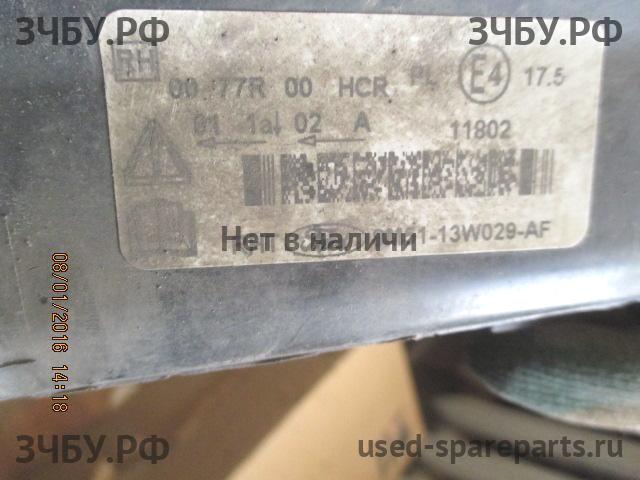 ЗЧБУ.РФ
ЗЧБУ.РФ
RH
00 77R 00 HCR PL E4 17.5
01 1a 02 A 11802
Нет в наличи
1-13W029-AF
08/01/2016 14:18
ЗЧБУ.РФ
used-spareparts.ru